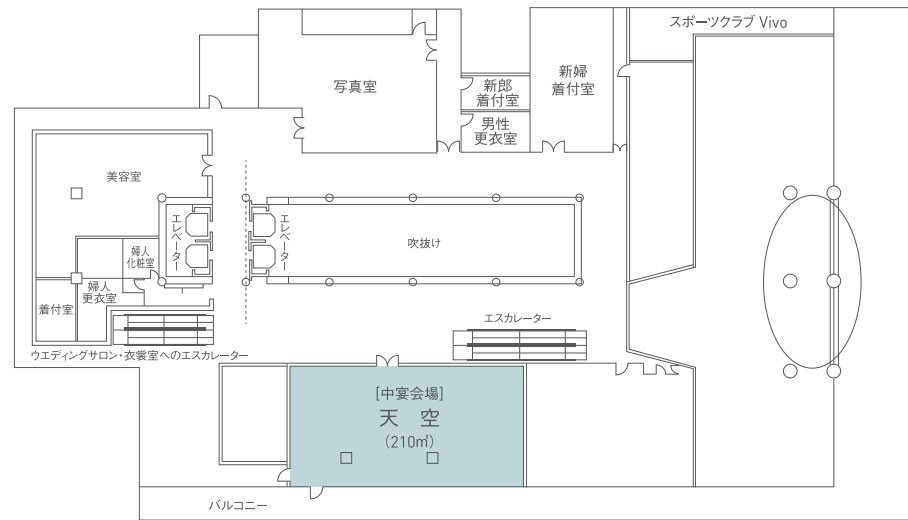 スポーツクラブ Vivo
写真室
新郎
着付室
新婦
着付室
男性
更衣室
美容室
エレベーター
エレベーター
吹抜け
婦人
化粧室
婦人
更衣室
着付室
エスカレーター
ウエディングサロン・衣裳室へのエスカレーター
[中宴会場]
天 空
(210㎡)
バルコニー